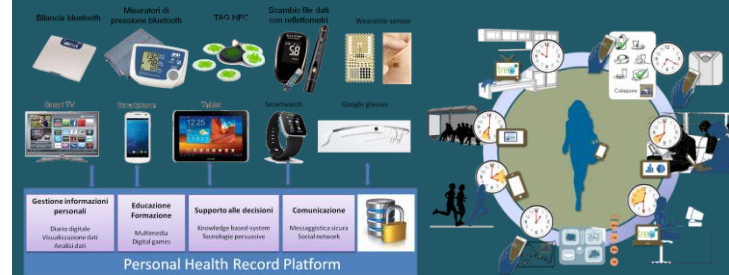 Bilancia bluetooth
Misuratori di
pressione bluetooth
TAG NFC
Scambio file dati
con reflettometri
Wearable sensor
Smart TV
Smartphone
Tablet
Smartwatch
Google glasses
Gestione informazioni
personali
Diario digitale
Visualizzazione dati
Analisi dati
Educazione
Formazione
Multimedia
Digital games
Supporto alle decisioni
Knowledge based-system
Tecnologie persuasive
Comunicazione
Messaggistica sicura
Social network
Personal Health Record Platform
Colazione